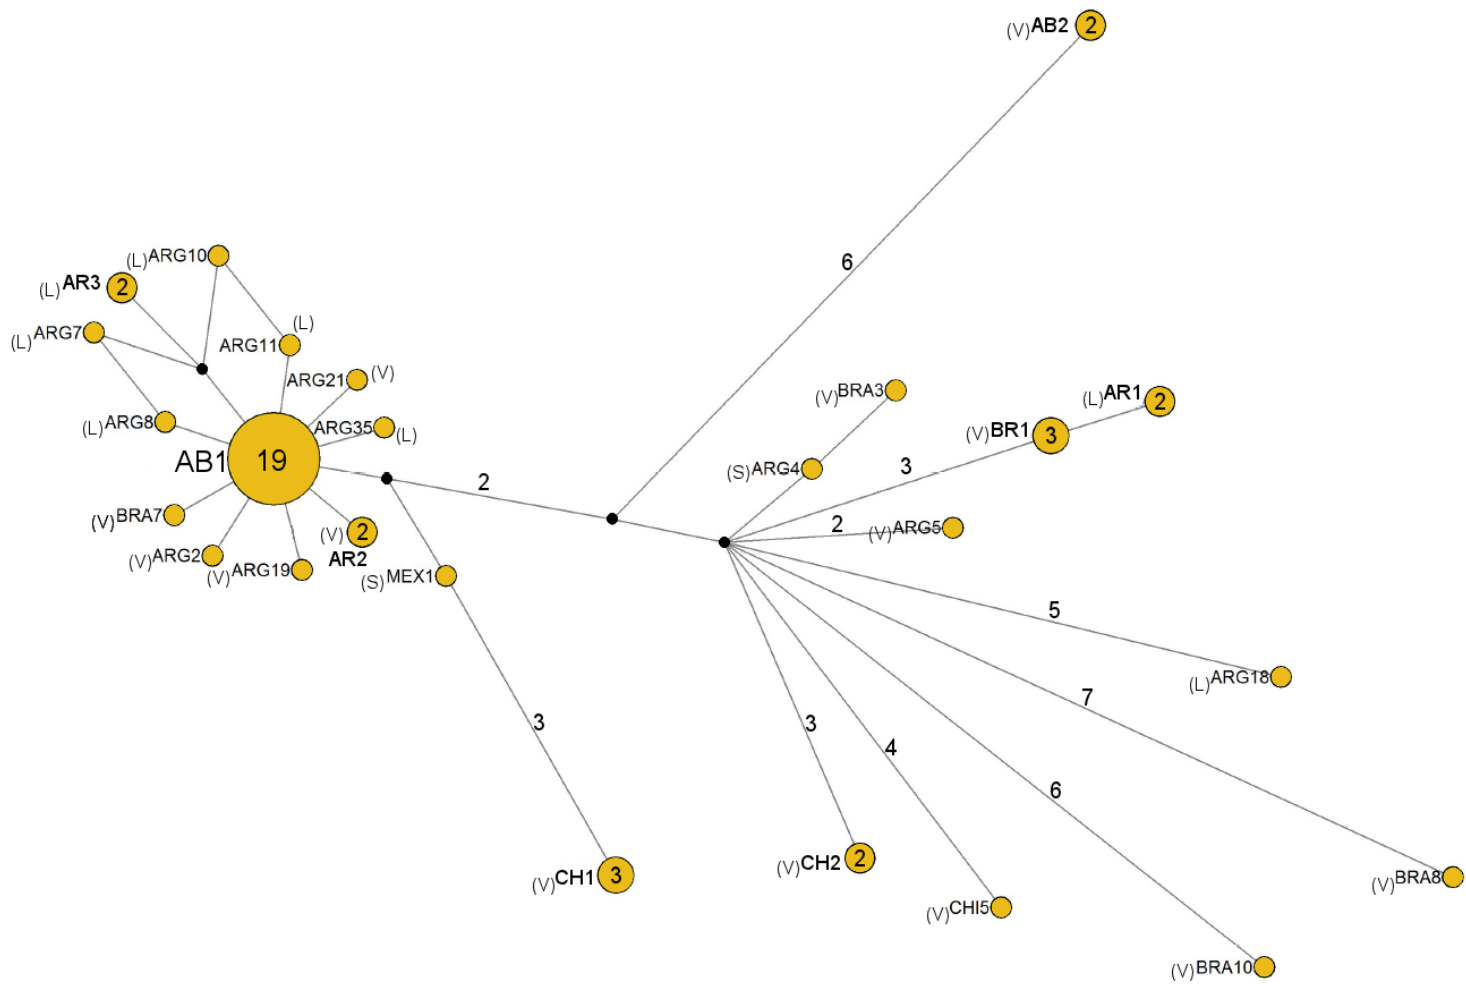 (V)AB2 2
6
(L)ARG10
(L)AR3 2
(L)ARG7
(L)
ARG11
ARG21 (V)
(L)ARG8
ARG35 (L)
AB1 19
(V)BRA7
(V)ARG2
(V)ARG19
(V) 2
AR2
2
(S)MEX1
3
(V)CH1 3
(V)BRA3
(S)ARG4
(L)AR1 2
(V)BR1 3
3
2
(V)ARG5
5
(L)ARG18
7
(V)BRA8
6
(V)BRA10
4
(V)CHI5
3
(V)CH2 2